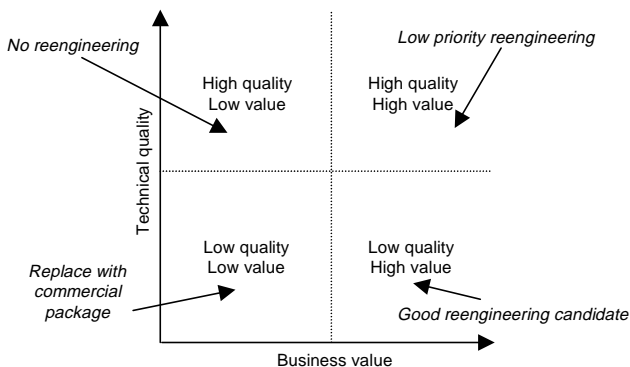 No reengineering
Low priority reengineering
High quality
Low value
High quality
High value
Technical quality
Low quality
Low value
Low quality
High value
Replace with
commercial
package
Good reengineering candidate
Business value